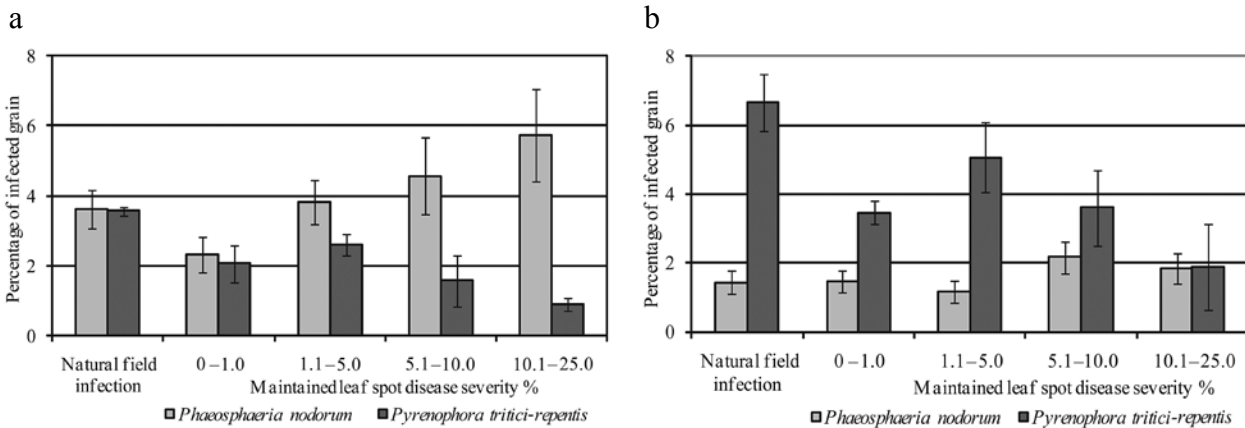 a
8
6
4
2
0
Percentage of infected grain
Natural field
infection
0–1.0
1.1–5.0
5.1–10.0
10.1–25.0
Maintained leaf spot disease severity %
Phaeosphaeria nodorum
Pyrenophora tritici-repentis
b
8
6
4
2
0
Percentage of infected grain
Natural field
infection
0–1.0
1.1–5.0
5.1–10.0
10.1–25.0
Maintained leaf spot disease severity %
Phaeosphaeria nodorum
Pyrenophora tritici-repentis